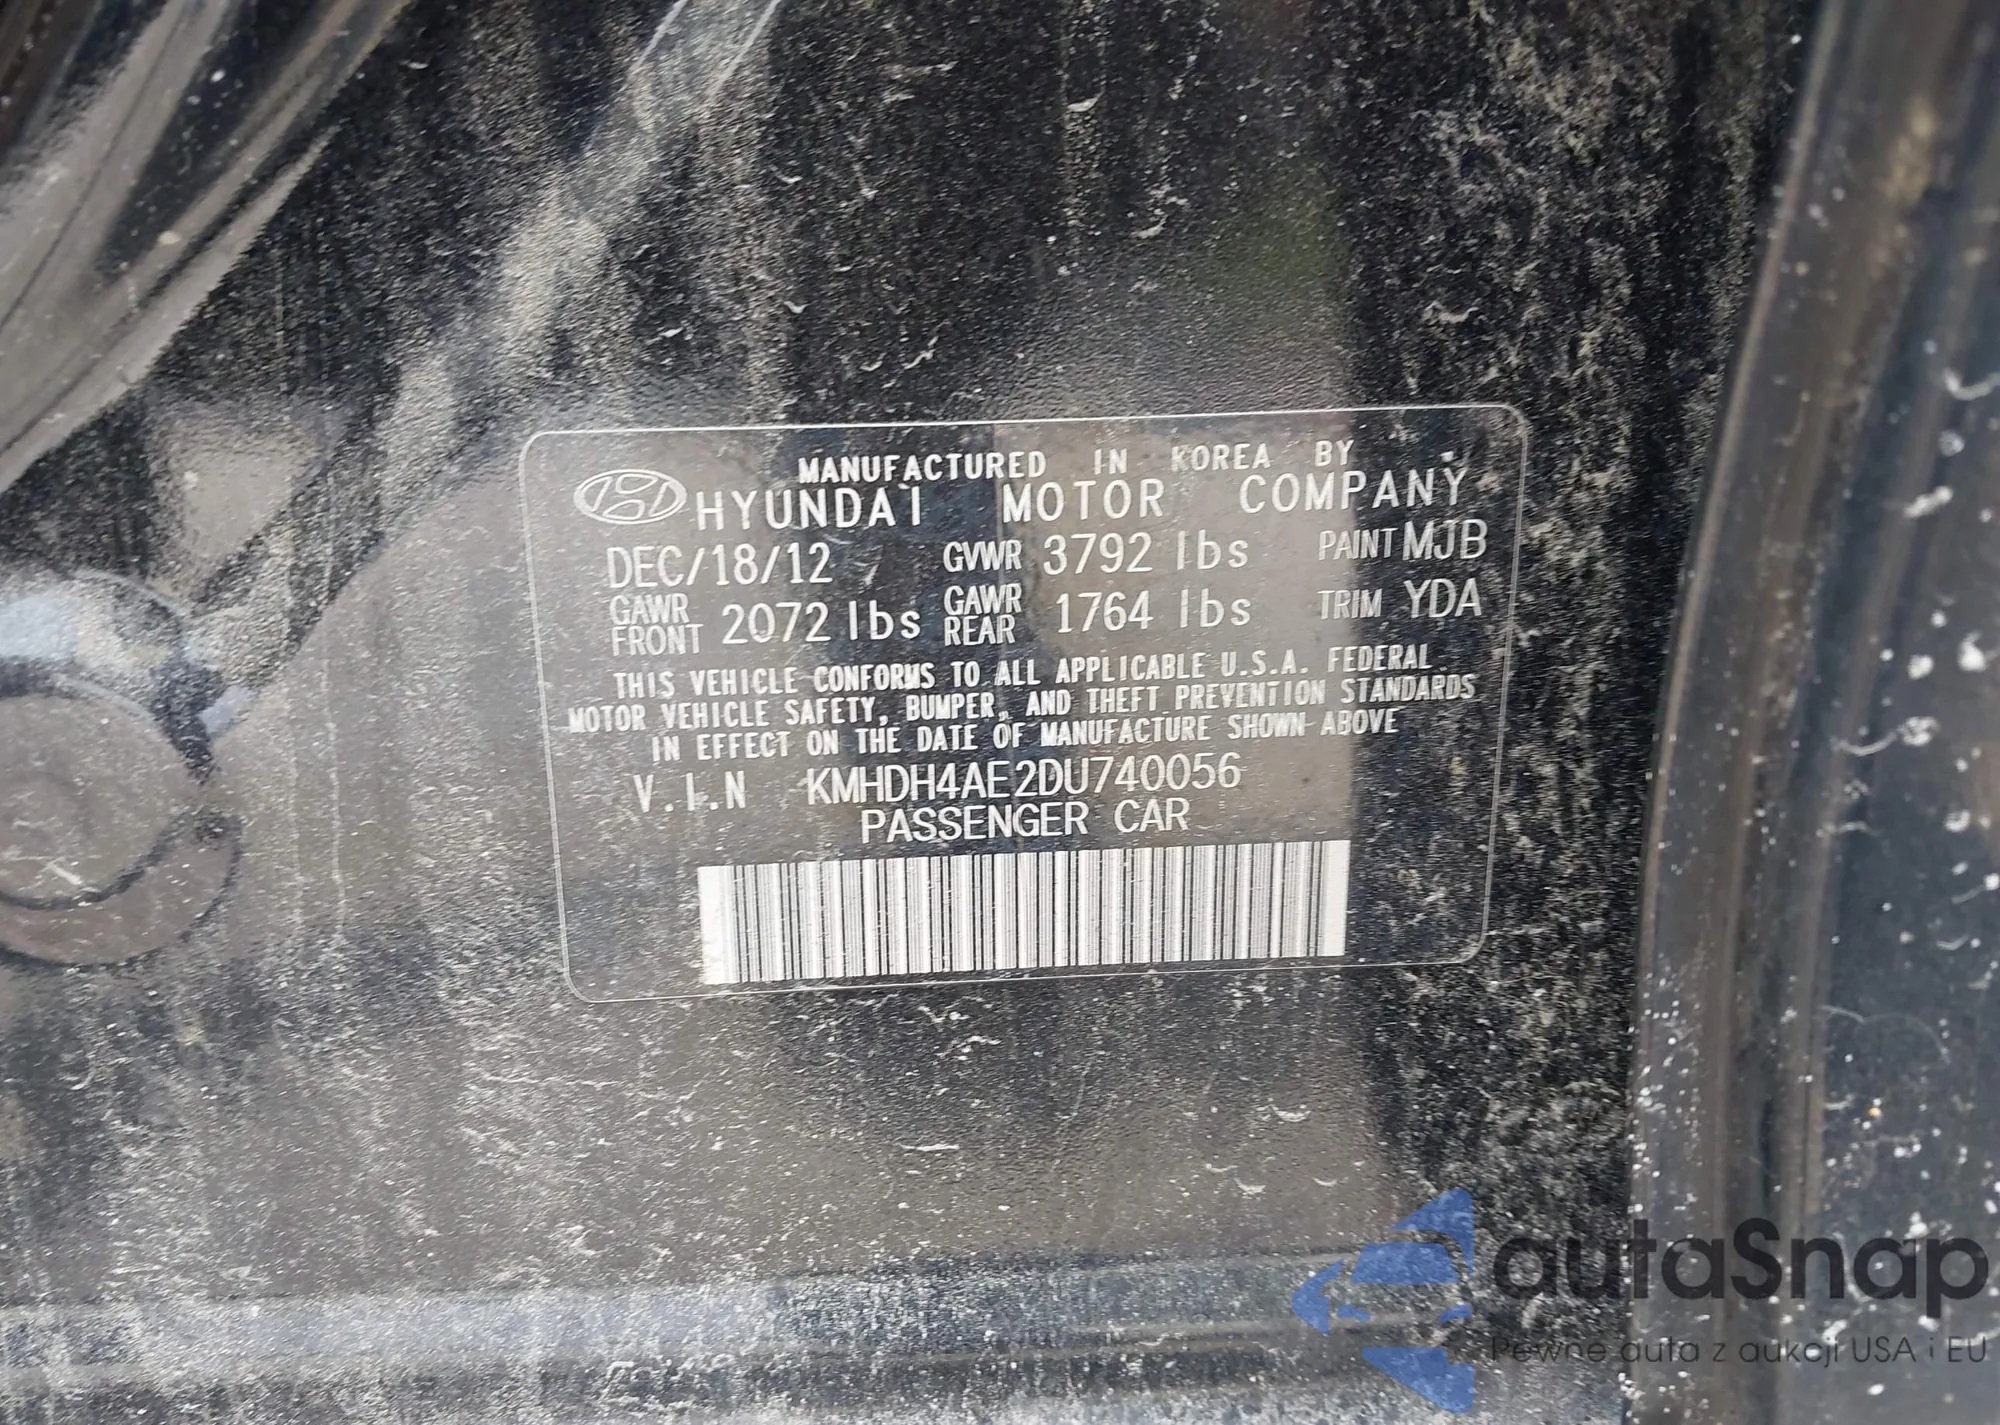 MANUFACTURED IN KOREA BY
HYUNDAI MOTOR COMPANY
DEC/18/12 GVWR 3792 lbs PAINT MJB
GAWR FRONT 2072 lbs GAWR REAR 1764 lbs TRIM YDA
THIS VEHICLE CONFORMS TO ALL APPLICABLE U.S.A. FEDERAL
MOTOR VEHICLE SAFETY, BUMPER, AND THEFT PREVENTION STANDARDS
IN EFFECT ON THE DATE OF MANUFACTURE SHOWN ABOVE
V.I.N KMHDH4AE2DU740056
PASSENGER CAR
autoSnap
Pewne auta z aukcji USA i EU